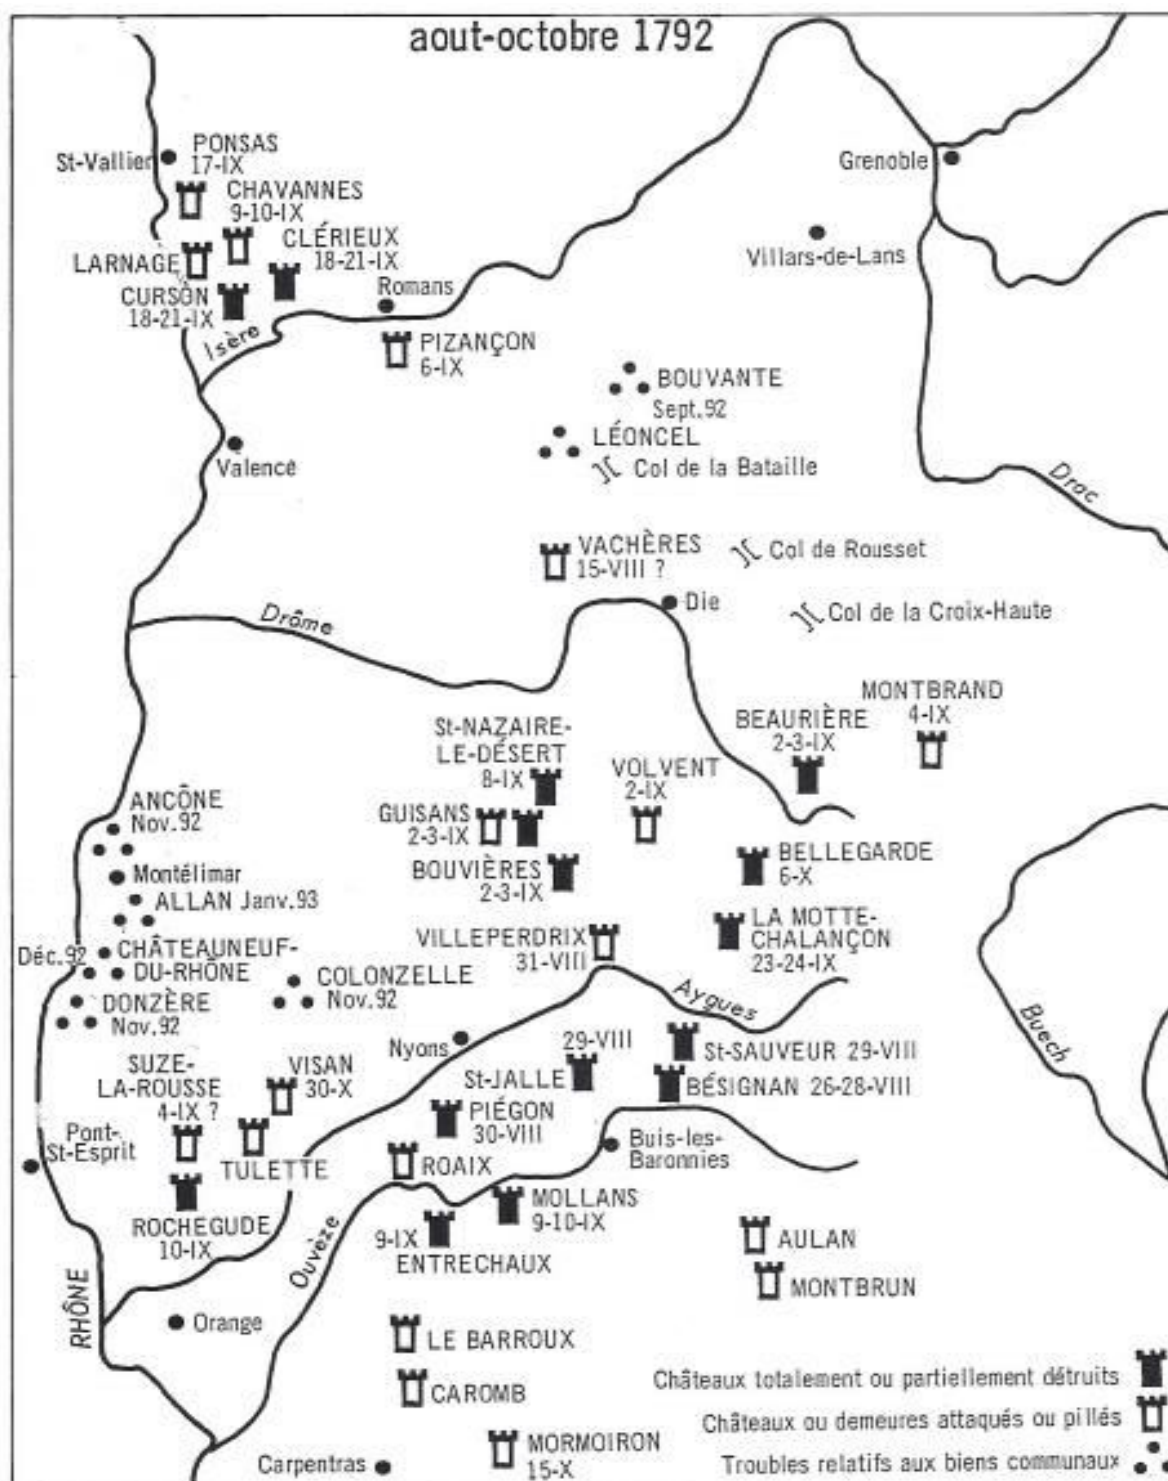 aout-octobre 1792
PONSAS
17-IX
St-Vallier
Grenoble
CHAVANNES
9-10-IX
CLÉRIEUX
18-21-IX
Villars-de-Lans
LARNAGE
CURSON
18-21-IX
Romans
Isère
PIZANÇON
6-IX
BOUVANTE
Sept.92
LÉONCEL
Col de la Bataille
Valence
Drac
VACHÈRES
15-VIII ?
Col de Rousset
Die
Col de la Croix-Haute
Drôme
MONTBRAND
4-IX
BEAURIÈRE
2-3-IX
St-NAZAIRE-
LE-DÉSERT
8-IX
VOLVENT
2-IX
ANCÔNE
Nov.92
GUISANS
2-3-IX
BOUVIÈRES
2-3-IX
BELLEGARDE
6-X
Montélimar
ALLAN Janv.93
LA MOTTE-
CHALANÇON
23-24-IX
VILLEPERDRIX
31-VIII
Déc.92
CHÂTEAUNEUF-
DU-RHÔNE
COLONZELLE
Nov.92
DONZÈRE
Nov.92
Aygues
Buech
Nyons
29-VIII
St-JALLE
St-SAUVEUR 29-VIII
BÉSIGNAN 26-28-VIII
SUZE-
LA-ROUSSE
4-IX ?
VISAN
30-X
PIÉGON
30-VIII
Pont-
St-Esprit
TULETTE
ROAIX
Buis-les-
Baronnies
ROCHEGUDE
10-IX
MOLLANS
9-10-IX
9-IX
ENTRECHAUX
Ouvèze
AULAN
MONTBRUN
RHÔNE
Orange
LE BARROUX
CAROMB
MORMOIRON
15-X
Carpentras
Châteaux totalement ou partiellement détruits
Châteaux ou demeures attaqués ou pillés
Troubles relatifs aux biens communaux